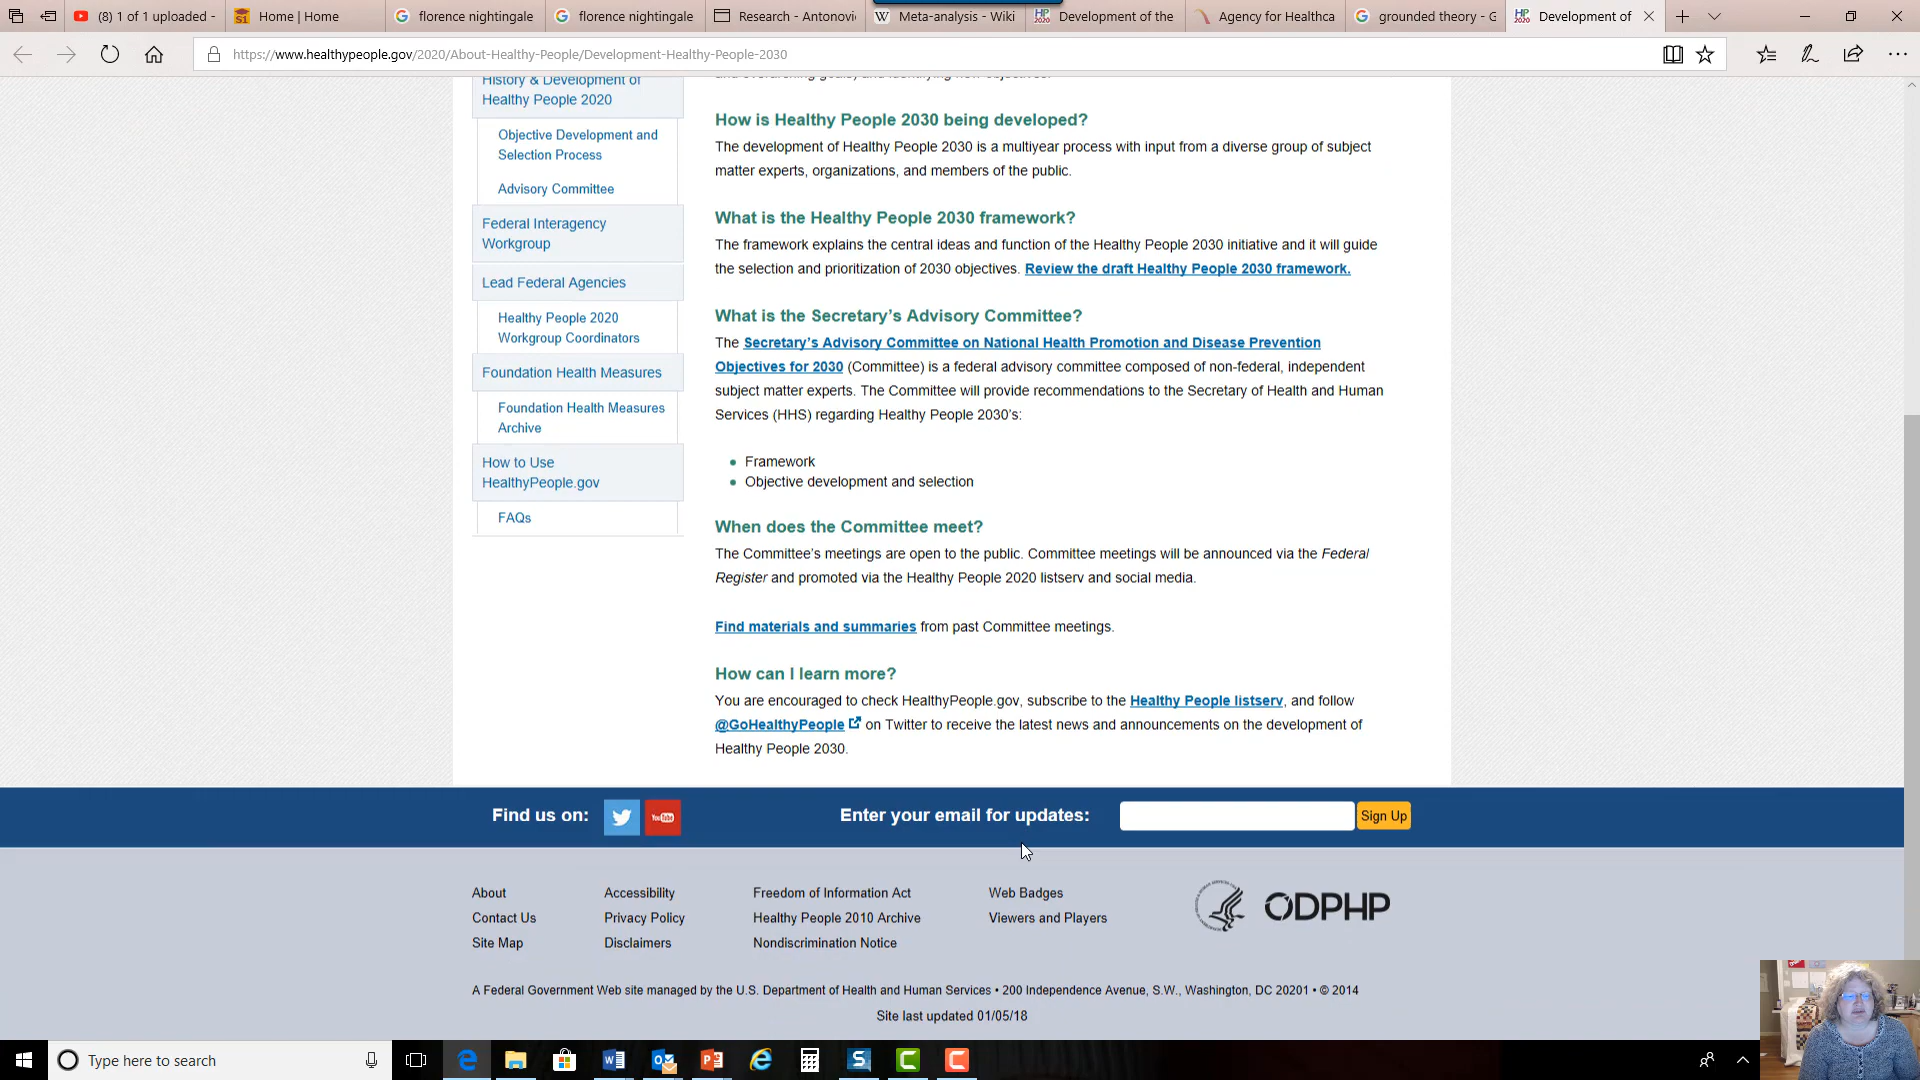 (8) 1 of 1 uploaded -
Home | Home
florence nightingale
florence nightingale
Research - Antonovi
Meta-analysis - Wiki
Development of the
Agency for Healthca
grounded theory - G
Development of
https://www.healthypeople.gov/2020/About-Healthy-People/Development-Healthy-People-2030
History & Development of
Healthy People 2020
Objective Development and
Selection Process
Advisory Committee
Federal Interagency
Workgroup
Lead Federal Agencies
Healthy People 2020
Workgroup Coordinators
Foundation Health Measures
Foundation Health Measures
Archive
How to Use
HealthyPeople.gov
FAQs
How is Healthy People 2030 being developed?
The development of Healthy People 2030 is a multiyear process with input from a diverse group of subject
matter experts, organizations, and members of the public.
What is the Healthy People 2030 framework?
The framework explains the central ideas and function of the Healthy People 2030 initiative and it will guide
the selection and prioritization of 2030 objectives. Review the draft Healthy People 2030 framework.
What is the Secretary’s Advisory Committee?
The Secretary’s Advisory Committee on National Health Promotion and Disease Prevention
Objectives for 2030 (Committee) is a federal advisory committee composed of non-federal, independent
subject matter experts. The Committee will provide recommendations to the Secretary of Health and Human
Services (HHS) regarding Healthy People 2030’s:
Framework
Objective development and selection
When does the Committee meet?
The Committee’s meetings are open to the public. Committee meetings will be announced via the Federal
Register and promoted via the Healthy People 2020 listserv and social media.
Find materials and summaries from past Committee meetings.
How can I learn more?
You are encouraged to check HealthyPeople.gov, subscribe to the Healthy People listserv, and follow
@GoHealthyPeople on Twitter to receive the latest news and announcements on the development of
Healthy People 2030.
Find us on:
YouTube
Enter your email for updates:
Sign Up
About
Accessibility
Freedom of Information Act
Web Badges
Contact Us
Privacy Policy
Healthy People 2010 Archive
Viewers and Players
Site Map
Disclaimers
Nondiscrimination Notice
ODPHP
A Federal Government Web site managed by the U.S. Department of Health and Human Services • 200 Independence Avenue, S.W., Washington, DC 20201 • © 2014
Site last updated 01/05/18
Type here to search